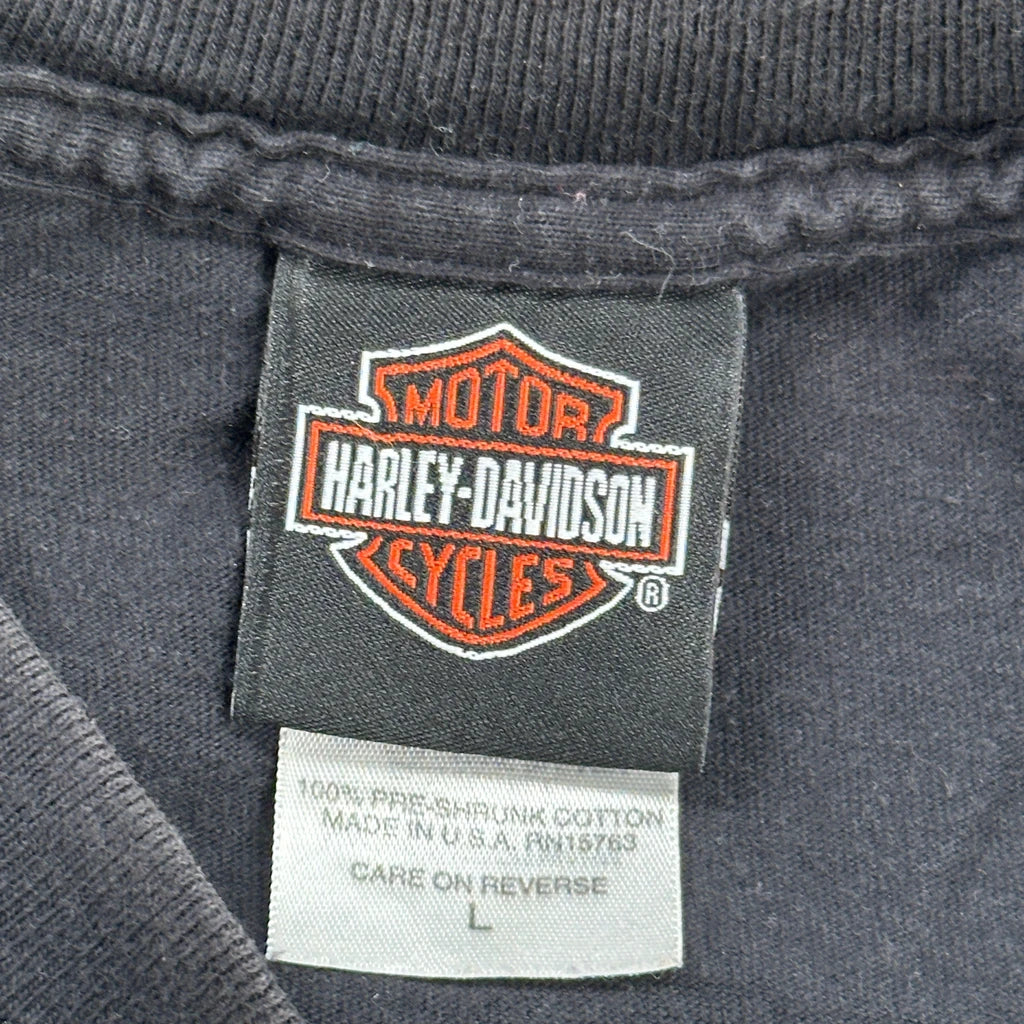 MOTOR
HARLEY-DAVIDSON
CYCLES
®
100% PRE-SHRUNK COTTON
MADE IN U.S.A. RN15763
CARE ON REVERSE
L